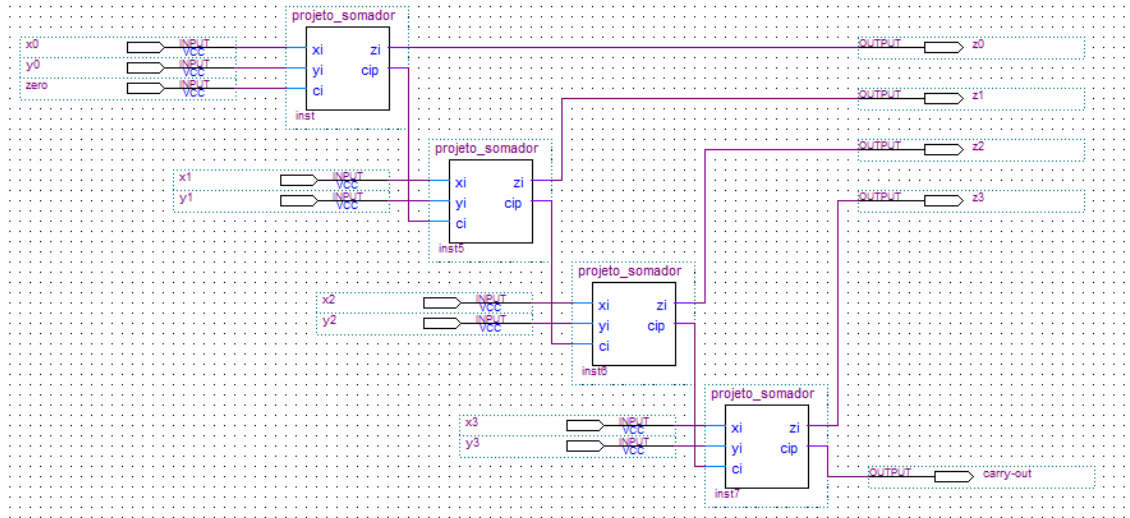 projeto_somador
x0 INPUT VCC xi zi OUTPUT z0
y0 INPUT VCC yi cip
zero INPUT VCC ci
inst
OUTPUT z1
projeto_somador
x1 INPUT VCC xi zi OUTPUT z2
y1 INPUT VCC yi cip OUTPUT z3
ci
inst5
projeto_somador
x2 INPUT VCC xi zi
y2 INPUT VCC yi cip
ci
inst6
projeto_somador
x3 INPUT VCC xi zi
y3 INPUT VCC yi cip
ci OUTPUT carry-out
inst7